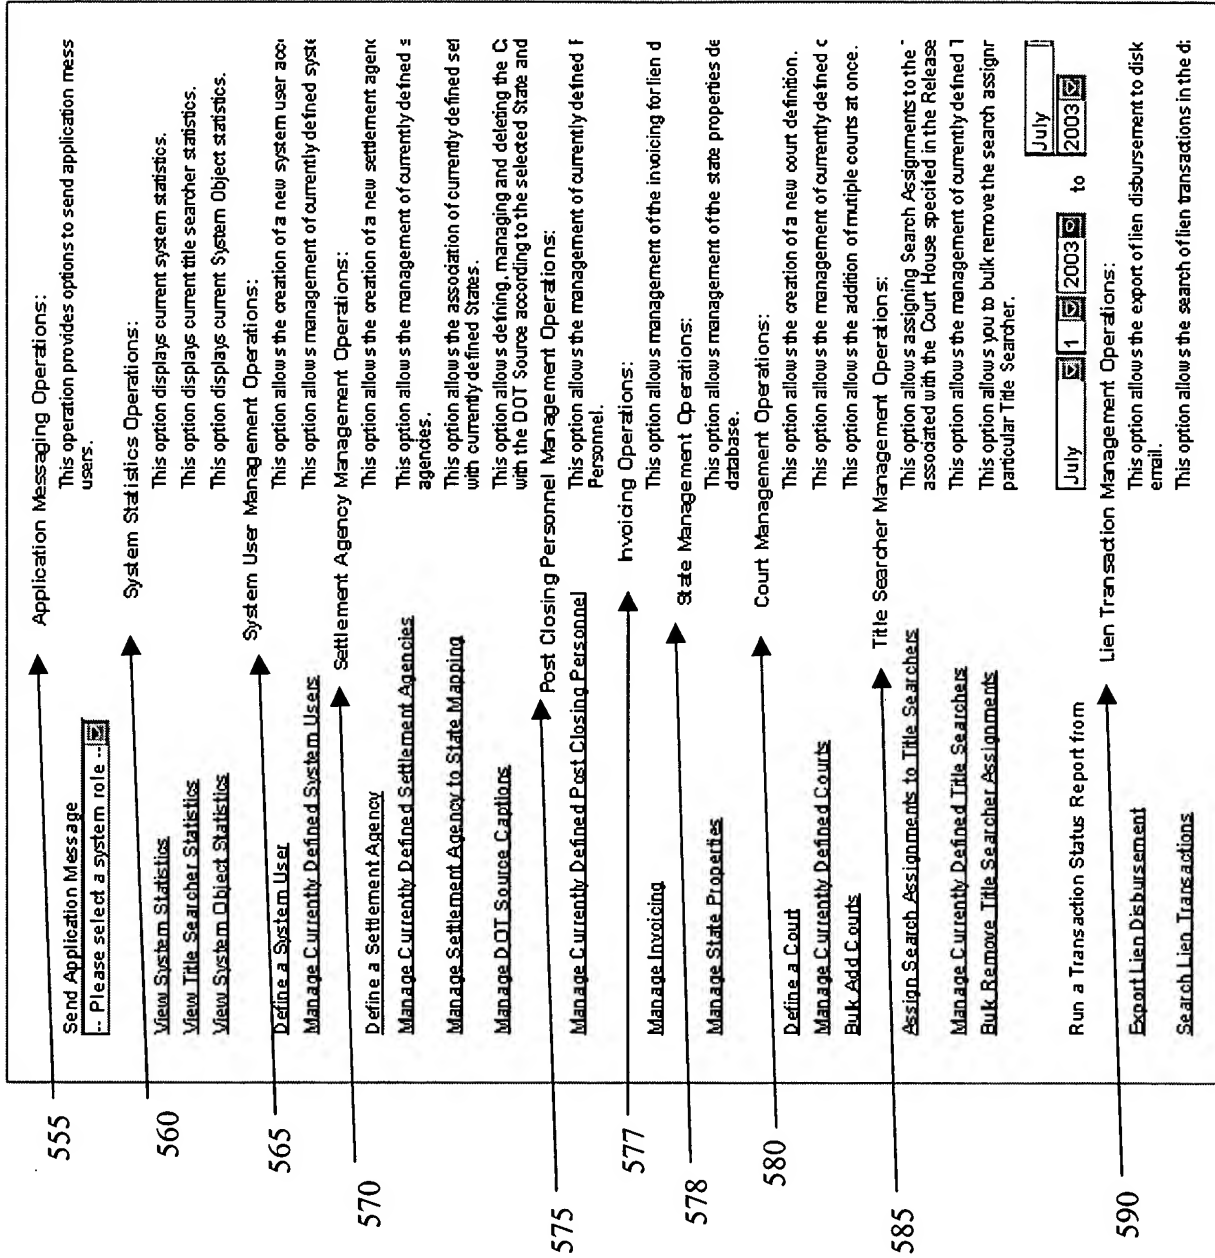 555
Application Messaging Operations:
Send Application Message
-- Please select a system role --
This operation provides options to send application mess
users.
560
System Statistics Operations:
View System Statistics
This option displays current system statistics.
View Title Searcher Statistics
This option displays current title searcher statistics.
View System Object Statistics
This option displays current System Object statistics.
565
System User Management Operations:
Define a System User
This option allows the creation of a new system user acc
Manage Currently Defined System Users
This option allows management of currently defined syste
570
Settlement Agency Management Operations:
Define a Settlement Agency
This option allows the creation of a new settlement agenc
Manage Currently Defined Settlement Agencies
This option allows the management of currently defined s
agencies.
Manage Settlement Agency to State Mapping
This option allows the association of currently defined set
with currently defined States.
Manage DOT Source Captions
This option allows defining, managing and deleting the
with the DOT Source according to the selected State and
575
Post Closing Personnel Management Operations:
Manage Currently Defined Post Closing Personnel
This option allows the management of currently defined
Personnel.
577
Invoicing Operations:
Manage Invoicing
This option allows management of the invoicing for lien d
578
State Management Operations:
Manage State Properties
This option allows management of the state properties de
database.
580
Court Management Operations:
Define a Court
This option allows the creation of a new court definition.
Manage Currently Defined Courts
This option allows the management of currently defined c
Bulk Add Courts
This option allows the addition of mutiple courts at once.
585
Title Searcher Management Operations:
Assign Search Assignments to Title Searchers
This option allows assigning Search Assignments to the
associated with the Court House specified in the Release
Manage Currently Defined Title Searchers
This option allows the management of currently defined T
Bulk Remove Title Searcher Assignments
This option allows you to bulk remove the search assignr
particular Title Searcher.
Run a Transaction Status Report from
July 1 2003 to July 2003
590
Lien Transaction Management Operations:
Export Lien Disbursement
This option allows the export of lien disbursement to disk
email.
Search Lien Transactions
This option allows the search of lien transactions in the